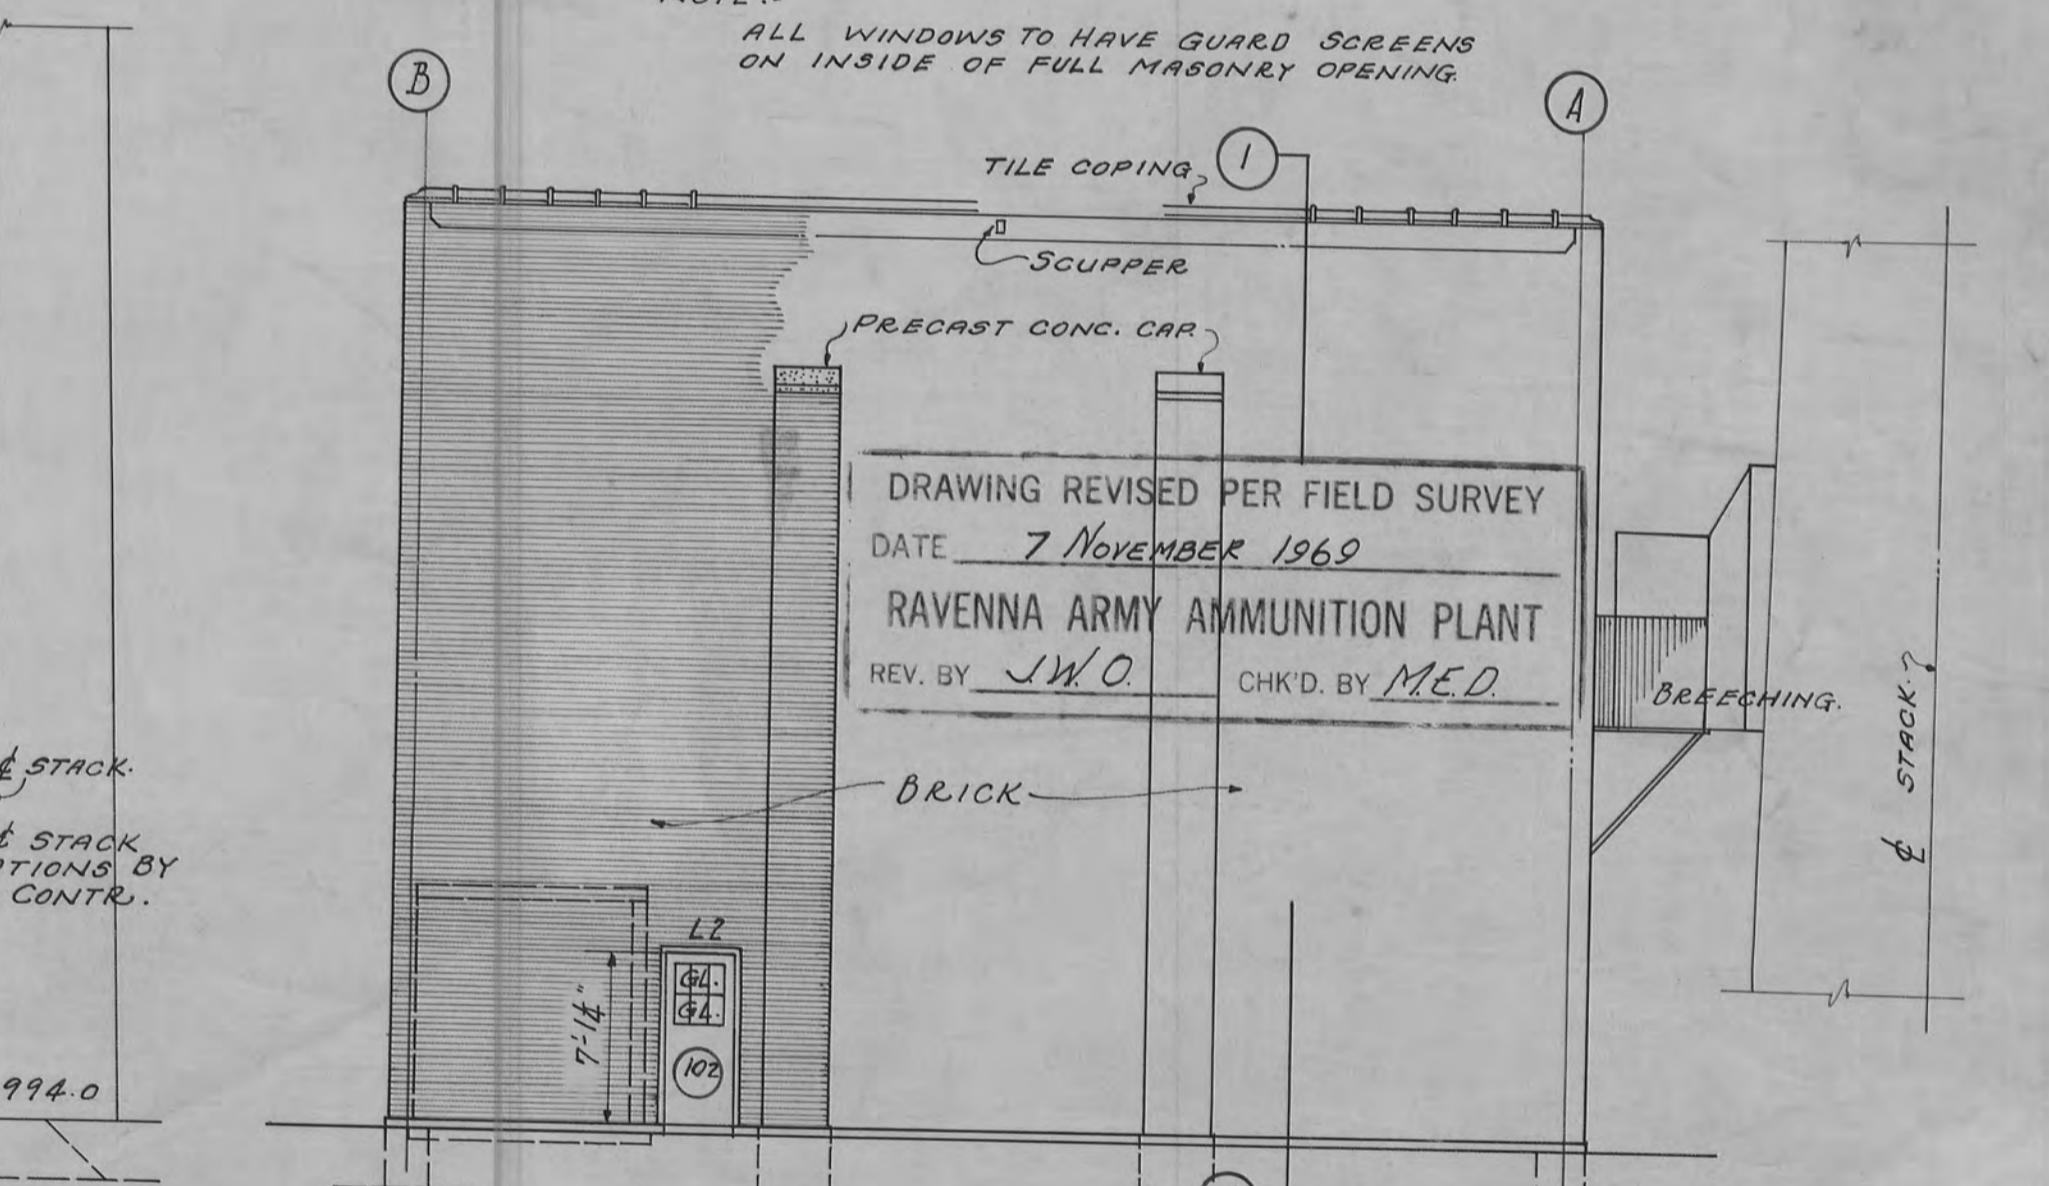 NOTE:-
ALL WINDOWS TO HAVE GUARD SCREENS
ON INSIDE OF FULL MASONRY OPENING.
B
A
TILE COPING
1
SCUPPER
PRECAST CONC. CAP.
DRAWING REVISED PER FIELD SURVEY
DATE 7 NOVEMBER 1969
RAVENNA ARMY AMMUNITION PLANT
REV. BY J.W.O. CHK'D. BY M.E.D.
BREECHING.
℄ STACK.
℄ STACK.
℄ STACK
BY
CONTR.
BRICK
L2
GL.
GL.
7'-1¼"
102
994.0